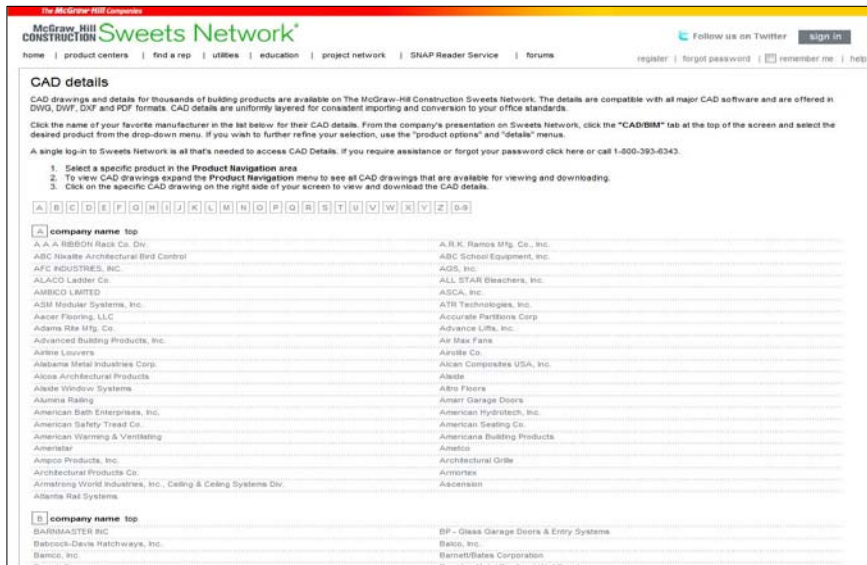 The McGraw-Hill Companies
McGraw_Hill CONSTRUCTION Sweets Network
Follow us on Twitter sign in
home | product centers | find a rep | utilities | education | project network | SNAP Reader Service | forums
register | forgot password | remember me | help
CAD details
CAD drawings and details for thousands of building products are available on The McGraw-Hill Construction Sweets Network. The details are compatible with all major CAD software and are offered in
DWG, DWF, DXF and PDF formats. CAD details are uniformly layered for consistent importing and conversion to your office standards.
Click the name of your favorite manufacturer in the list below for their CAD details. From the company's presentation on Sweets Network, click the "CAD/BIM" tab at the top of the screen and select the
desired product from the drop-down menu. If you wish to further refine your selection, use the "product options" and "details" menus.
A single log-in to Sweets Network is all that's needed to access CAD Details. If you require assistance or forgot your password click here or call 1-800-393-6343.
1. Select a specific product in the Product Navigation area
2. To view CAD drawings expand the Product Navigation menu to see all CAD drawings that are available for viewing and downloading.
3. Click on the specific CAD drawing on the right side of your screen to view and download the CAD details.
A B C D E F G H I J K L M N O P Q R S T U V W X Y Z 0-9
A company name top
A A A RIBBON Rack Co. Div. A.R.K. Ramos Mfg. Co., Inc.
ABC Nixalite Architectural Bird Control ABC School Equipment, Inc.
AFC INDUSTRIES, INC. AGS, Inc.
ALACO Ladder Co. ALL STAR Bleachers, Inc.
AMBICO LIMITED ASCA, Inc.
ASM Modular Systems, Inc. ATR Technologies, Inc.
Aacer Flooring, LLC Accurate Partitions Corp
Adams Rite Mfg. Co. Advance Lifts, Inc.
Advanced Building Products, Inc. Air Max Fans
Airline Louvers Airolite Co.
Alabama Metal Industries Corp. Alcan Composites USA, Inc.
Alcoa Architectural Products Alside
Alside Window Systems Altro Floors
Alumina Railing Amarr Garage Doors
American Bath Enterprises, Inc. American Hydrotech, Inc.
American Safety Tread Co. American Seating Co.
American Warming & Ventilating Americana Building Products
Ameristar Ametco
Ampco Products, Inc. Architectural Grille
Architectural Products Co. Armortex
Armstrong World Industries, Inc., Ceiling & Ceiling Systems Div. Ascension
Atlantis Rail Systems
B company name top
BARNMASTER INC BP - Glass Garage Doors & Entry Systems
Babcock-Davis Hatchways, Inc. Balco, Inc.
Bamco, Inc. Barnett/Bates Corporation